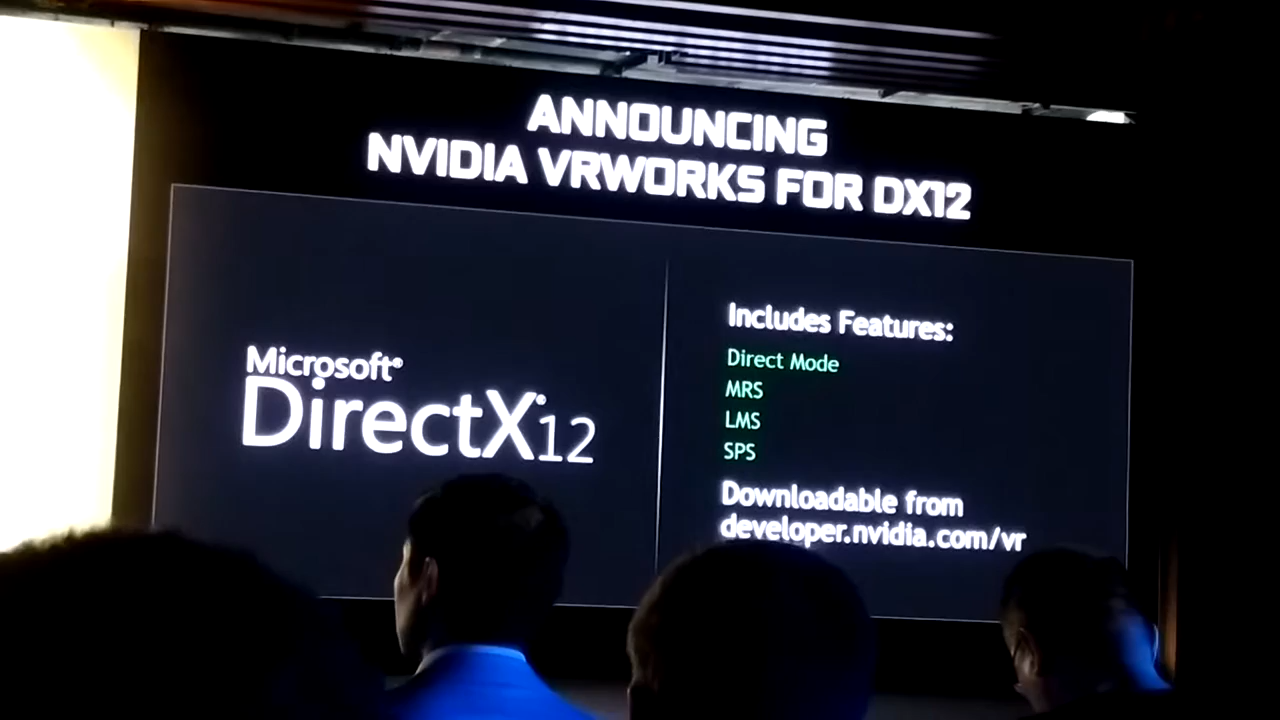 ANNOUNCING
NVIDIA VRWORKS FOR DX12
Microsoft®
DirectX®12
Includes Features:
Direct Mode
MRS
LMS
SPS
Downloadable from
developer.nvidia.com/vr